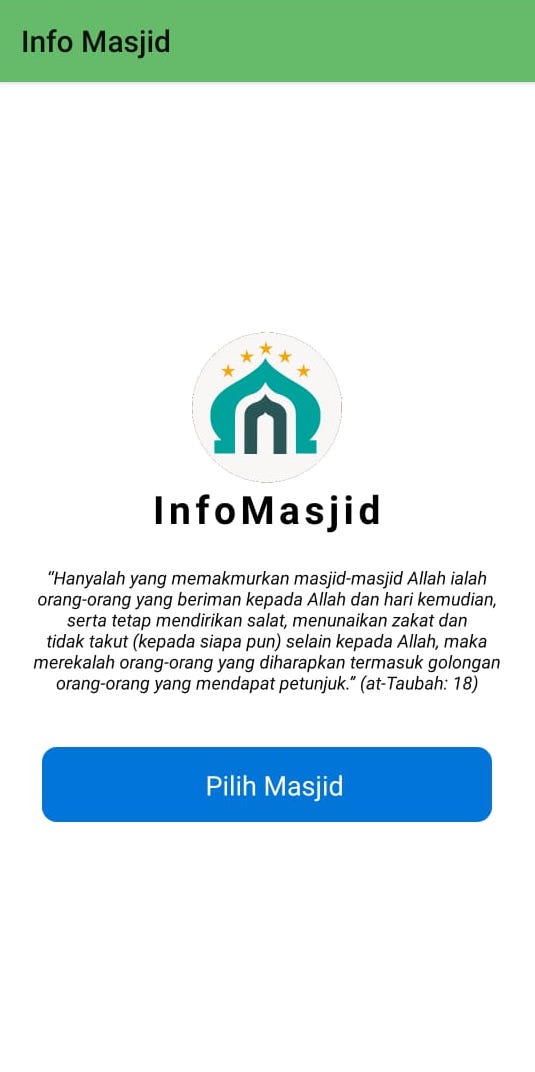 Info Masjid
InfoMasjid
“Hanyalah yang memakmurkan masjid-masjid Allah ialah
orang-orang yang beriman kepada Allah dan hari kemudian,
serta tetap mendirikan salat, menunaikan zakat dan
tidak takut (kepada siapa pun) selain kepada Allah, maka
merekalah orang-orang yang diharapkan termasuk golongan
orang-orang yang mendapat petunjuk.” (at-Taubah: 18)
Pilih Masjid